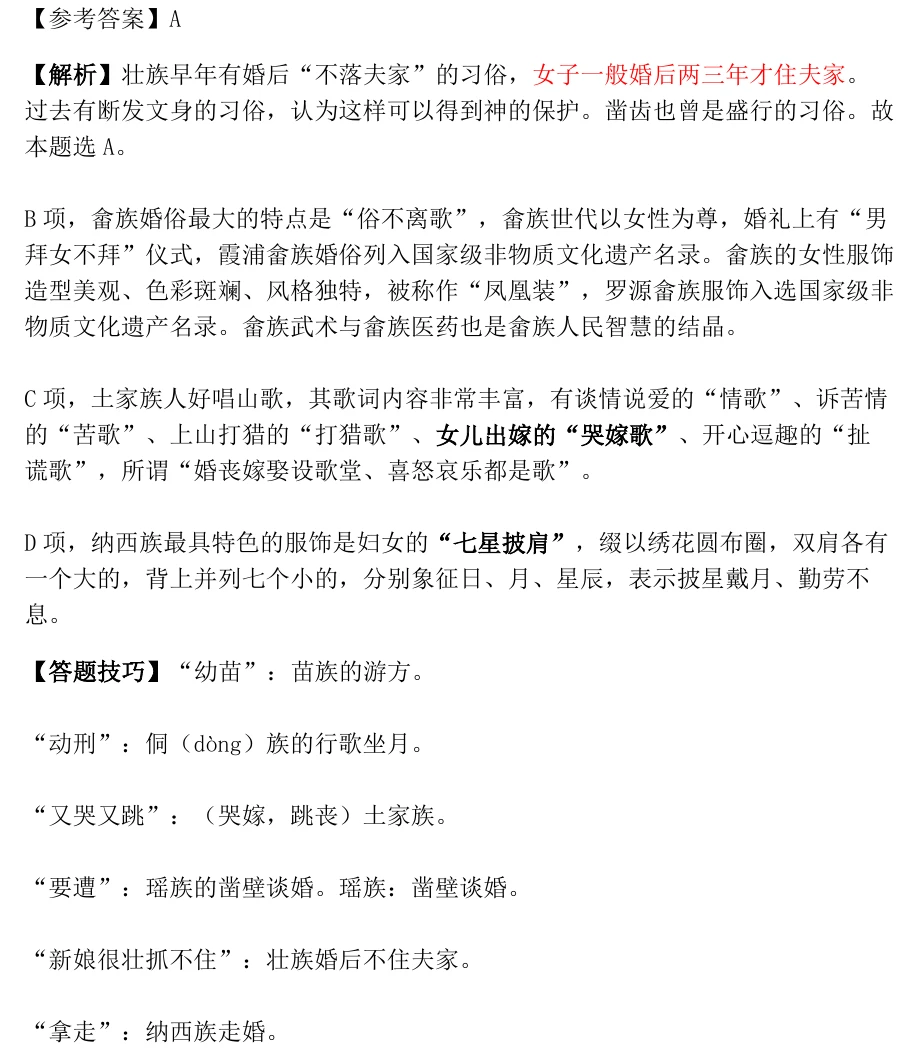 【参考答案】A
【解析】壮族早年有婚后“不落夫家”的习俗，女子一般婚后两三年才住夫家。
过去有断发文身的习俗，认为这样可以得到神的保护。凿齿也曾是盛行的习俗。故
本题选 A。
B 项，畲族婚俗最大的特点是“俗不离歌”，畲族世代以女性为尊，婚礼上有“男
拜女不拜”仪式，霞浦畲族婚俗列入国家级非物质文化遗产名录。畲族的女性服饰
造型美观、色彩斑斓、风格独特，被称作“凤凰装”，罗源畲族服饰入选国家级非
物质文化遗产名录。畲族武术与畲族医药也是畲族人民智慧的结晶。
C 项，土家族人好唱山歌，其歌词内容非常丰富，有谈情说爱的“情歌”、诉苦情
的“苦歌”、上山打猎的“打猎歌”、女儿出嫁的“哭嫁歌”、开心逗趣的“扯
谎歌”，所谓“婚丧嫁娶设歌堂、喜怒哀乐都是歌”。
D 项，纳西族最具特色的服饰是妇女的“七星披肩”，缀以绣花圆布圈，双肩各有
一个大的，背上并列七个小的，分别象征日、月、星辰，表示披星戴月、勤劳不
息。
【答题技巧】“幼苗”：苗族的游方。
“动刑”：侗（dòng）族的行歌坐月。
“又哭又跳”：（哭嫁，跳丧）土家族。
“要遭”：瑶族的凿壁谈婚。瑶族：凿壁谈婚。
“新娘很壮抓不住”：壮族婚后不住夫家。
“拿走”：纳西族走婚。